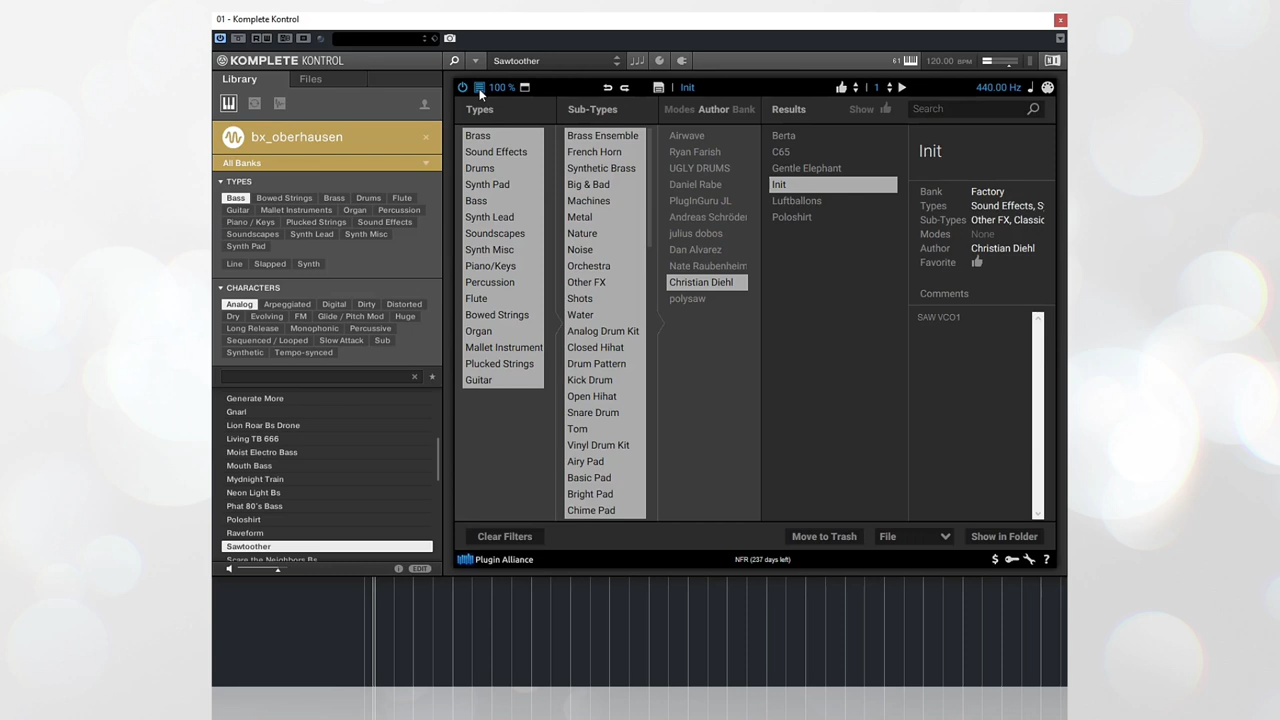 01 - Komplete Kontrol
KOMPLETE KONTROL
Sawtoother
61
120.00 BPM
Library
Files
bx_oberhausen
All Banks
TYPES
Bass Bowed Strings Brass Drums Flute
Guitar Mallet Instruments Organ Percussion
Piano / Keys Plucked Strings Sound Effects
Soundscapes Synth Lead Synth Misc
Synth Pad
Line Slapped Synth
CHARACTERS
Analog Arpeggiated Digital Dirty Distorted
Dry Evolving FM Glide / Pitch Mod Huge
Long Release Monophonic Percussive
Sequenced / Looped Slow Attack Sub
Synthetic Tempo-synced
Generate More
Gnarl
Lion Roar Bs Drone
Living TB 666
Moist Electro Bass
Mouth Bass
Mydnight Train
Neon Light Bs
Phat 80's Bass
Poloshirt
Raveform
Sawtoother
Scare the Neighbors Bs
EDIT
100 %
Init
1
440.00 Hz
Types
Brass
Sound Effects
Drums
Synth Pad
Bass
Synth Lead
Soundscapes
Synth Misc
Piano/Keys
Percussion
Flute
Bowed Strings
Organ
Mallet Instrument
Plucked Strings
Guitar
Sub-Types
Brass Ensemble
French Horn
Synthetic Brass
Big & Bad
Machines
Metal
Nature
Noise
Orchestra
Other FX
Shots
Water
Analog Drum Kit
Closed Hihat
Drum Pattern
Kick Drum
Open Hihat
Snare Drum
Tom
Vinyl Drum Kit
Airy Pad
Basic Pad
Bright Pad
Chime Pad
Modes Author Bank
Airwave
Ryan Farish
UGLY DRUMS
Daniel Rabe
PluginGuru JL
Andreas Schröder
julius dobos
Dan Alvarez
Nate Raubenheim
Christian Diehl
polysaw
Results
Show
Berta
C65
Gentle Elephant
Init
Luftballons
Poloshirt
Search
Init
Bank Factory
Types Sound Effects, Sy
Sub-Types Other FX, Classic
Modes None
Author Christian Diehl
Favorite
Comments
SAW VCO1
Clear Filters
Move to Trash
File
Show in Folder
Plugin Alliance
NFR (237 days left)
$
?